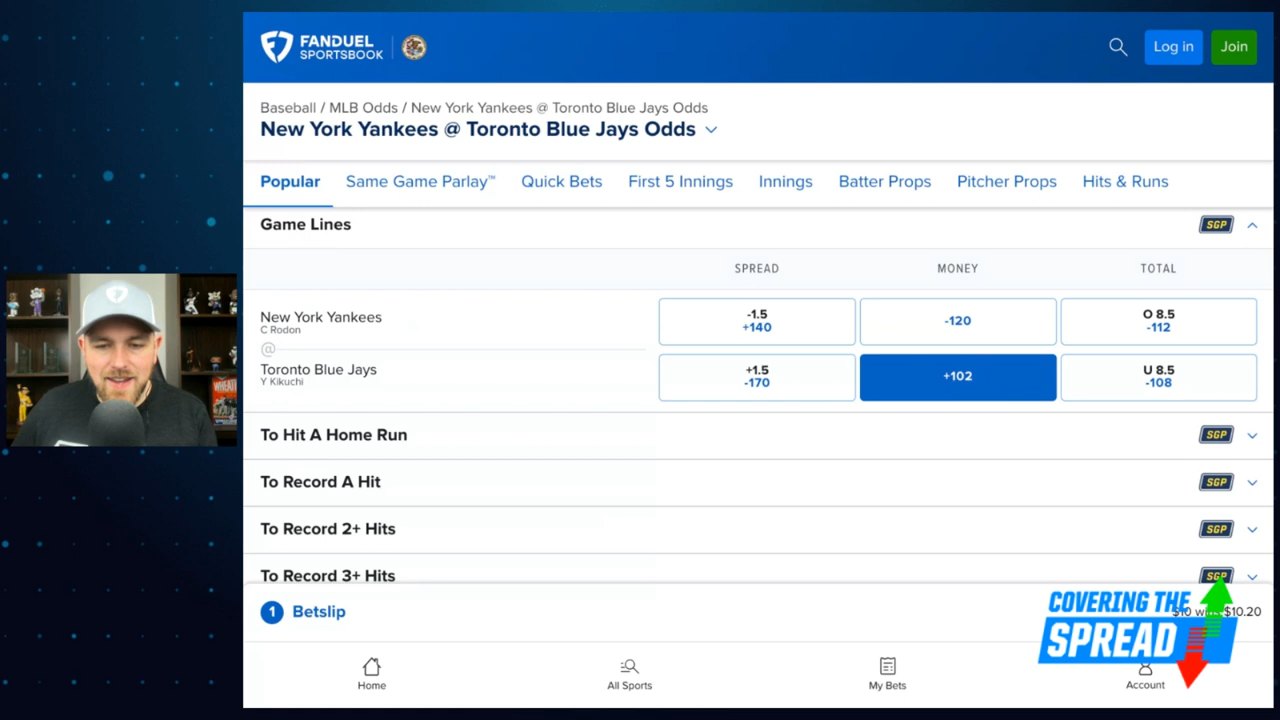 FANDUEL
SPORTSBOOK
Log in
Join
Baseball / MLB Odds / New York Yankees @ Toronto Blue Jays Odds
New York Yankees @ Toronto Blue Jays Odds
Popular
Same Game Parlay™
Quick Bets
First 5 Innings
Innings
Batter Props
Pitcher Props
Hits & Runs
Game Lines
SGP
SPREAD
MONEY
TOTAL
New York Yankees
C Rodon
-1.5
+140
-120
O 8.5
-112
@
Toronto Blue Jays
Y Kikuchi
+1.5
-170
+102
U 8.5
-108
To Hit A Home Run
SGP
To Record A Hit
SGP
To Record 2+ Hits
SGP
To Record 3+ Hits
SGP
1 Betslip
$10.20
COVERING THE
SPREAD
Home
All Sports
My Bets
Account